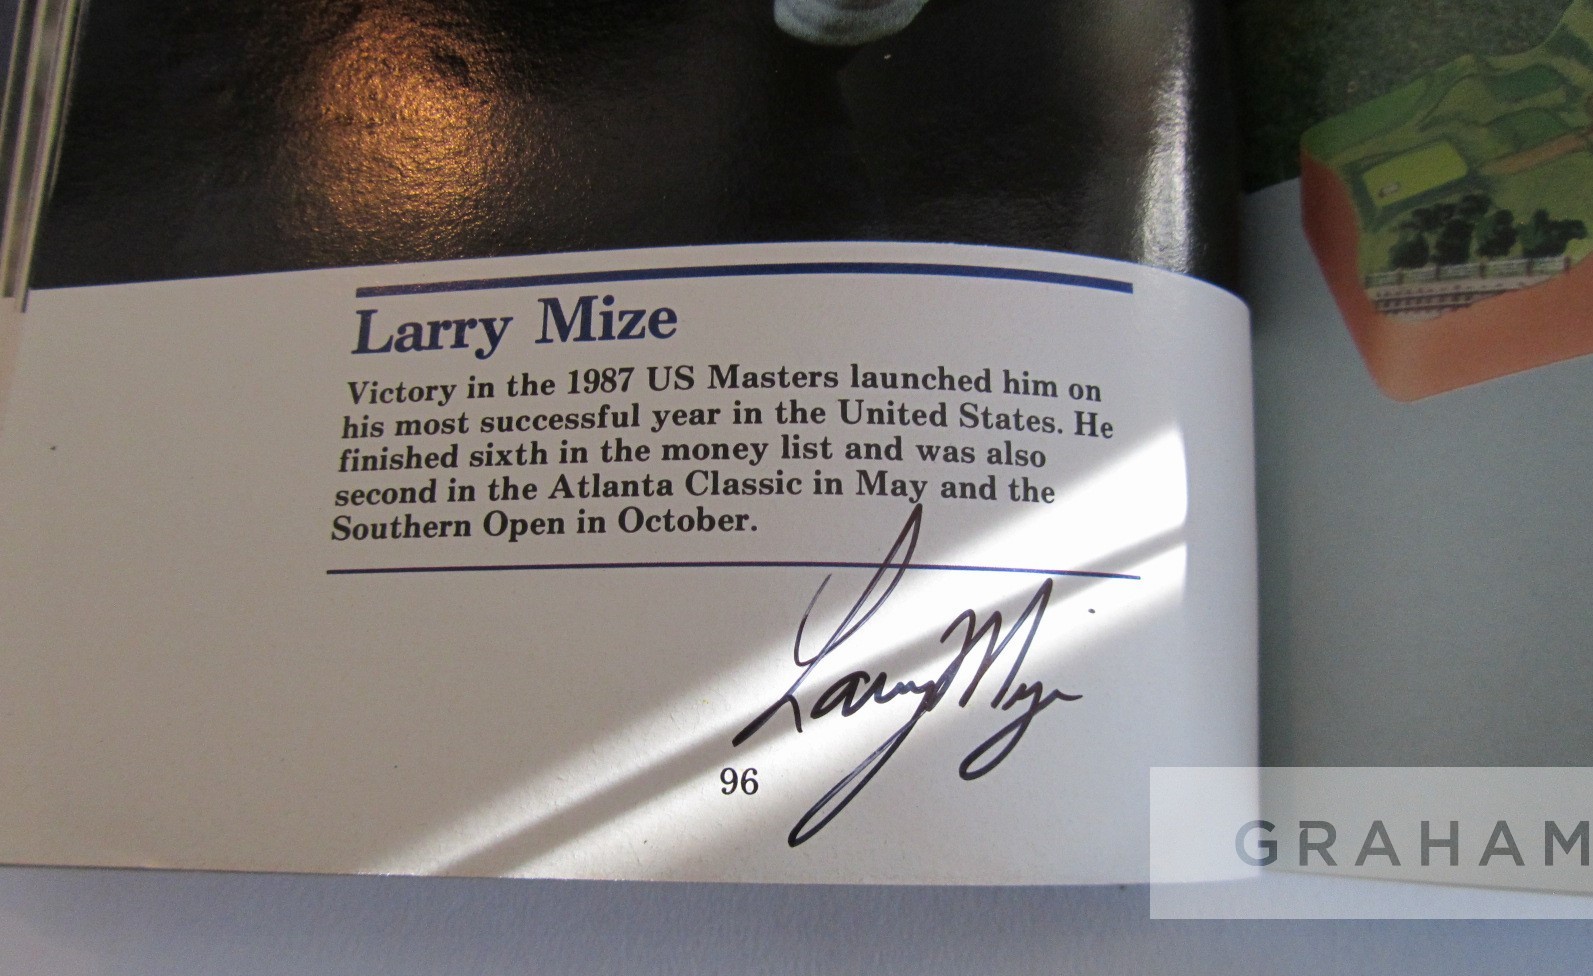 Larry Mize
Victory in the 1987 US Masters launched him on
his most successful year in the United States. He
finished sixth in the money list and was also
second in the Atlanta Classic in May and the
Southern Open in October.
Larry Mize
96
GRAHAM